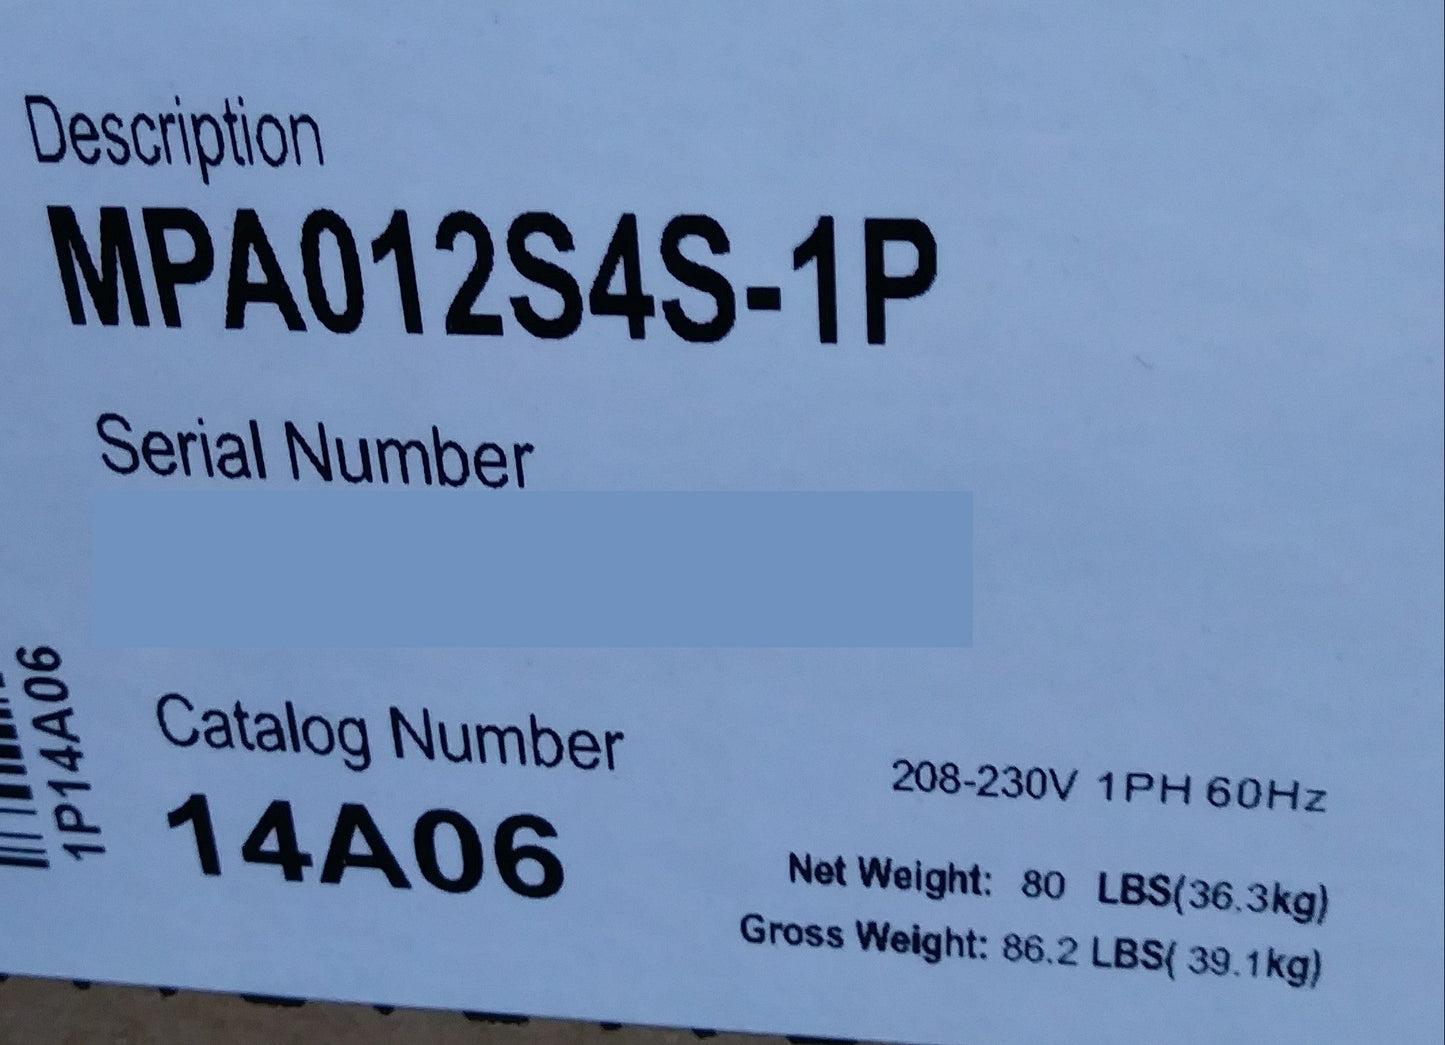 Description
MPA012S4S-1P
Serial Number
1P14A06
Catalog Number
14A06
208-230V 1PH 60Hz
Net Weight: 80 LBS(36.3kg)
Gross Weight: 86.2 LBS( 39.1kg)